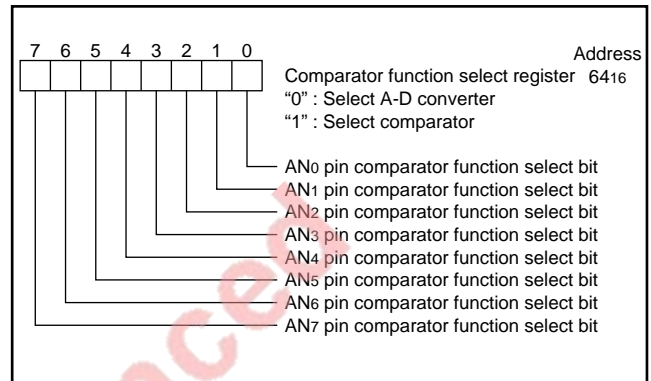 7 6 5 4 3 2 1 0
Address
Comparator function select register 6416
“0” : Select A-D converter
“1” : Select comparator
AN0 pin comparator function select bit
AN1 pin comparator function select bit
AN2 pin comparator function select bit
AN3 pin comparator function select bit
AN4 pin comparator function select bit
AN5 pin comparator function select bit
AN6 pin comparator function select bit
AN7 pin comparator function select bit
nced